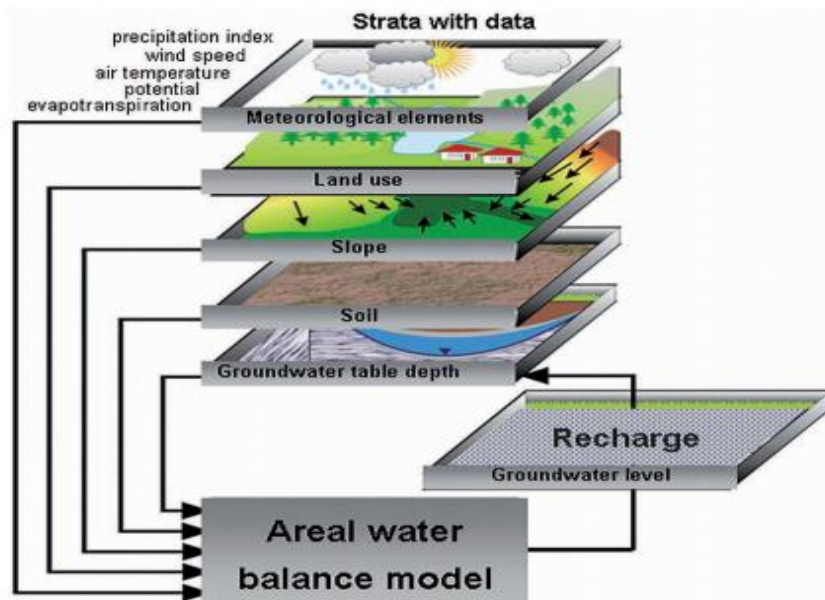 Strata with data
precipitation index
wind speed
air temperature
potential
evapotranspiration
Meteorological elements
Land use
Slope
Soil
Groundwater table depth
Recharge
Groundwater level
Areal water
balance model